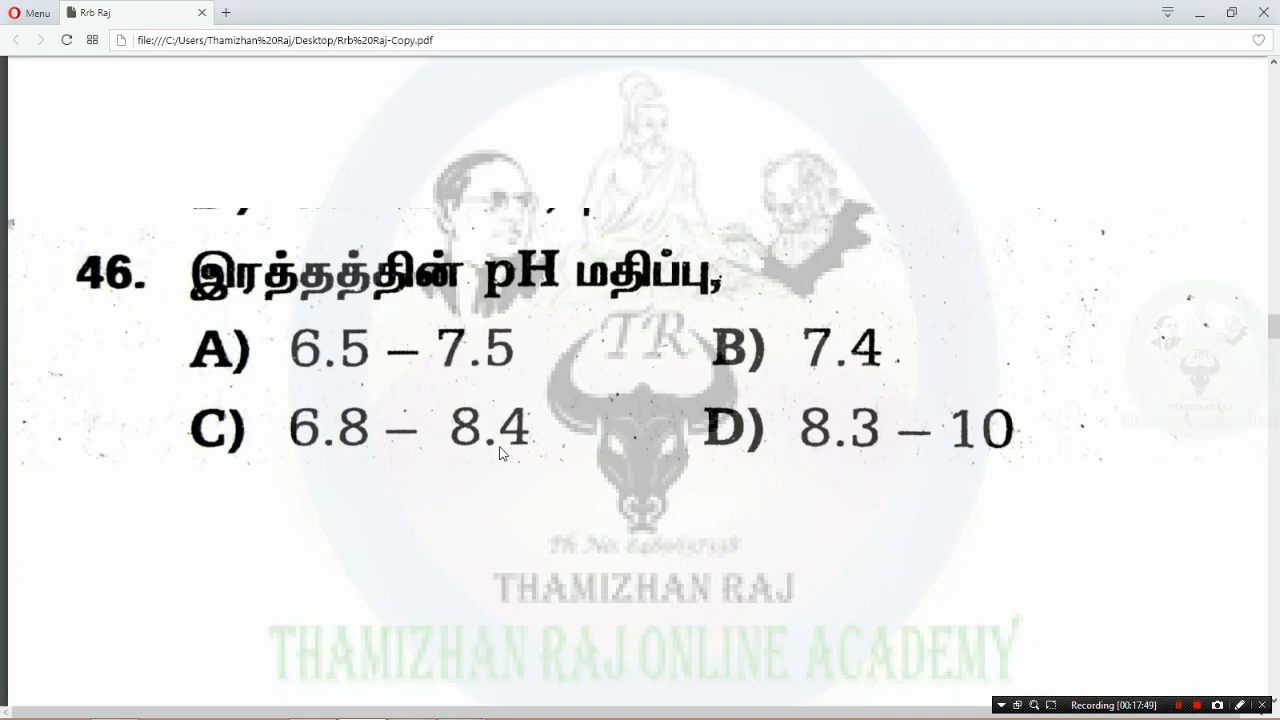 Menu
Rrb Raj
file:///C:/Users/Thamizhan%20Raj/Desktop/Rrb%20Raj-Copy.pdf
46. இரத்தத்தின் pH மதிப்பு,
A) 6.5 – 7.5 B) 7.4
C) 6.8 – 8.4 D) 8.3 – 10
TR
THAMIZHAN RAJ
THAMIZHAN RAJ ONLINE ACADEMY
Recording [00:17:49]